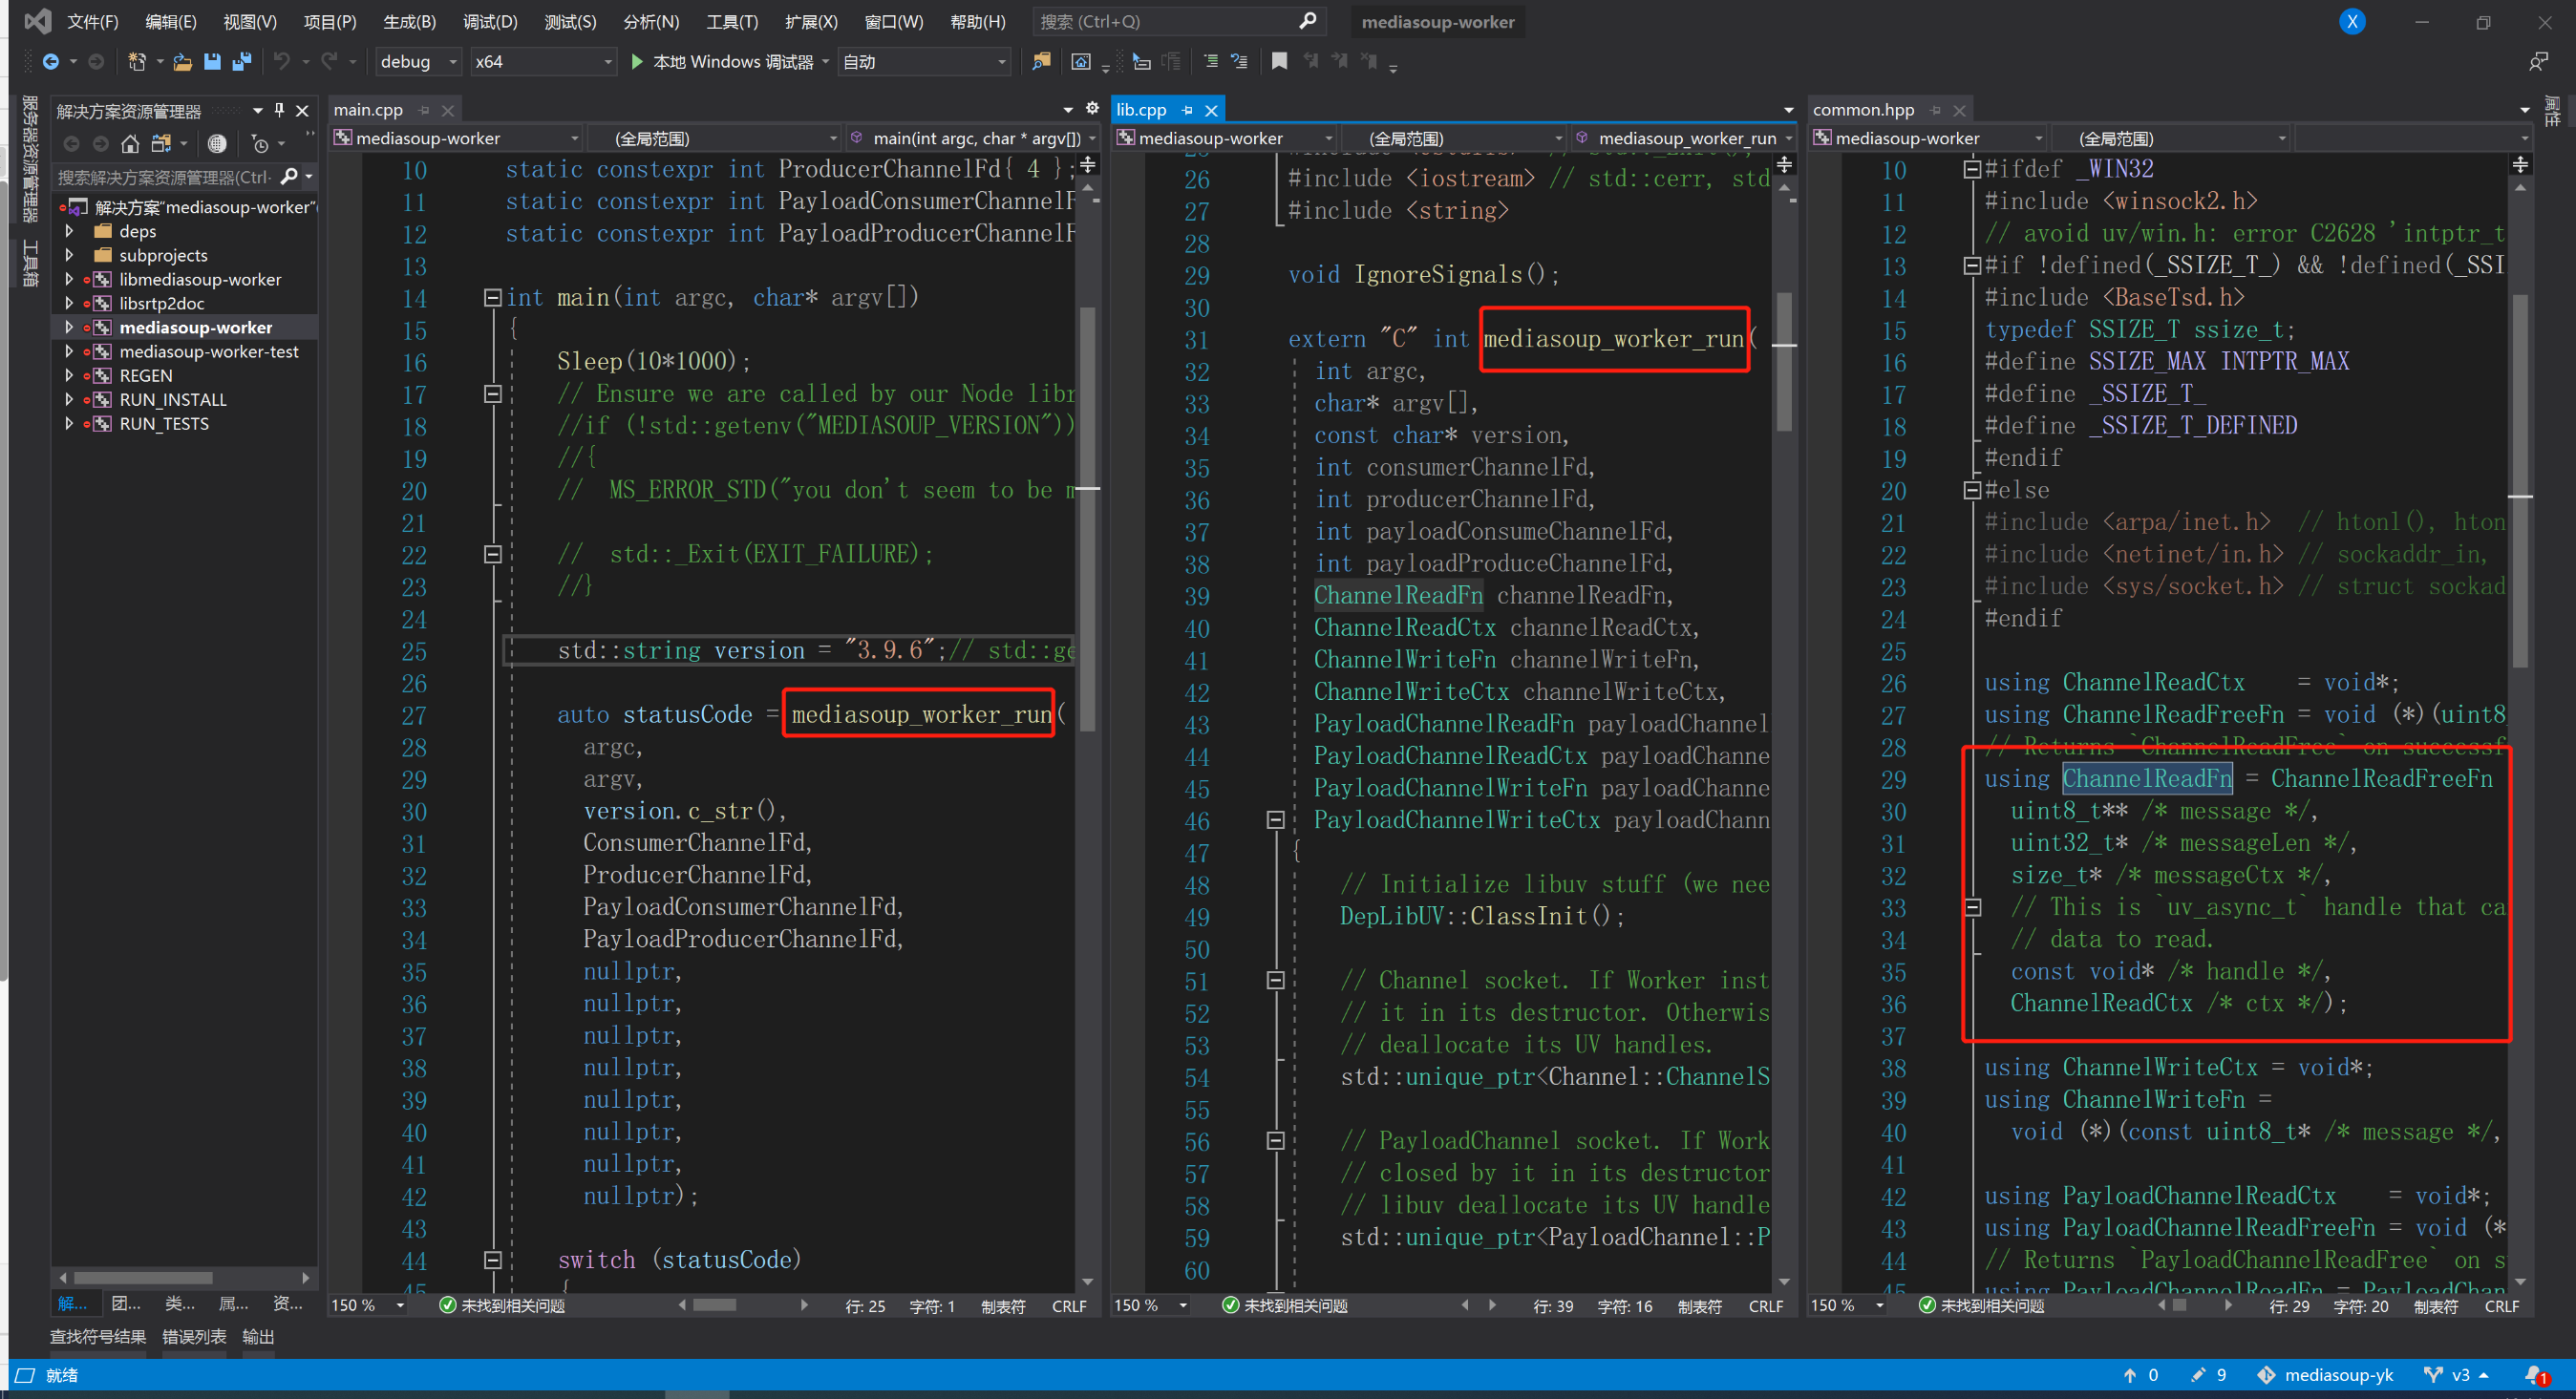 文件(F) 编辑(E) 视图(V) 项目(P) 生成(B) 调试(D) 测试(S) 分析(N) 工具(T) 扩展(X) 窗口(W) 帮助(H) 搜索 (Ctrl+Q) mediasoup-worker X
debug x64 本地 Windows 调试器 自动
服务器资源管理器
工具箱
解决方案资源管理器
搜索解决方案资源管理器(Ctrl-
解决方案"mediasoup-worker"(
deps
subprojects
libmediasoup-worker
libsrtp2doc
mediasoup-worker
mediasoup-worker-test
REGEN
RUN_INSTALL
RUN_TESTS
解... 团... 类... 属... 资...
main.cpp
mediasoup-worker (全局范围) main(int argc, char * argv[])
10 static constexpr int ProducerChannelFd{ 4 };
11 static constexpr int PayloadConsumerChannelF
12 static constexpr int PayloadProducerChannelF
13
14 int main(int argc, char* argv[])
15 {
16 Sleep(10*1000);
17 // Ensure we are called by our Node libr
18 //if (!std::getenv("MEDIASOUP_VERSION"))
19 //{
20 // MS_ERROR_STD("you don't seem to be m
21
22 // std::_Exit(EXIT_FAILURE);
23 //}
24
25 std::string version = "3.9.6";// std::ge
26
27 auto statusCode = mediasoup_worker_run(
28 argc,
29 argv,
30 version.c_str(),
31 ConsumerChannelFd,
32 ProducerChannelFd,
33 PayloadConsumerChannelFd,
34 PayloadProducerChannelFd,
35 nullptr,
36 nullptr,
37 nullptr,
38 nullptr,
39 nullptr,
40 nullptr,
41 nullptr,
42 nullptr);
43
44 switch (statusCode)
45 {
150 % 未找到相关问题 行: 25 字符: 1 制表符 CRLF
lib.cpp
mediasoup-worker (全局范围) mediasoup_worker_run
26 #include <iostream> // std::cerr, std
27 #include <string>
28
29 void IgnoreSignals();
30
31 extern "C" int mediasoup_worker_run(
32 int argc,
33 char* argv[],
34 const char* version,
35 int consumerChannelFd,
36 int producerChannelFd,
37 int payloadConsumeChannelFd,
38 int payloadProduceChannelFd,
39 ChannelReadFn channelReadFn,
40 ChannelReadCtx channelReadCtx,
41 ChannelWriteFn channelWriteFn,
42 ChannelWriteCtx channelWriteCtx,
43 PayloadChannelReadFn payloadChannel
44 PayloadChannelReadCtx payloadChanne
45 PayloadChannelWriteFn payloadChanne
46 PayloadChannelWriteCtx payloadChann
47 {
48 // Initialize libuv stuff (we nee
49 DepLibUV::ClassInit();
50
51 // Channel socket. If Worker inst
52 // it in its destructor. Otherwis
53 // deallocate its UV handles.
54 std::unique_ptr<Channel::ChannelS
55
56 // PayloadChannel socket. If Work
57 // closed by it in its destructor
58 // libuv deallocate its UV handle
59 std::unique_ptr<PayloadChannel::P
60
150 % 未找到相关问题 行: 39 字符: 16 制表符 CRLF
common.hpp
mediasoup-worker (全局范围)
10 #ifdef _WIN32
11 #include <winsock2.h>
12 // avoid uv/win.h: error C2628 'intptr_t
13 #if !defined(_SSIZE_T_) && !defined(_SSI
14 #include <BaseTsd.h>
15 typedef SSIZE_T ssize_t;
16 #define SSIZE_MAX INTPTR_MAX
17 #define _SSIZE_T_
18 #define _SSIZE_T_DEFINED
19 #endif
20 #else
21 #include <arpa/inet.h> // htonl(), hton
22 #include <netinet/in.h> // sockaddr_in,
23 #include <sys/socket.h> // struct sockad
24 #endif
25
26 using ChannelReadCtx = void*;
27 using ChannelReadFreeFn = void (*)(uint8_
28 // Returns `ChannelReadFree` on successf
29 using ChannelReadFn = ChannelReadFreeFn
30 uint8_t** /* message */,
31 uint32_t* /* messageLen */,
32 size_t* /* messageCtx */,
33 // This is `uv_async_t` handle that ca
34 // data to read.
35 const void* /* handle */,
36 ChannelReadCtx /* ctx */);
37
38 using ChannelWriteCtx = void*;
39 using ChannelWriteFn =
40 void (*)(const uint8_t* /* message */,
41
42 using PayloadChannelReadCtx = void*;
43 using PayloadChannelReadFreeFn = void (*
44 // Returns `PayloadChannelReadFree` on s
45 using PayloadChannelReadFn = PayloadChan
150 % 未找到相关问题 行: 29 字符: 20 制表符 CRLF
属性
查找符号结果 错误列表 输出
就绪 0 9 mediasoup-yk v3 1